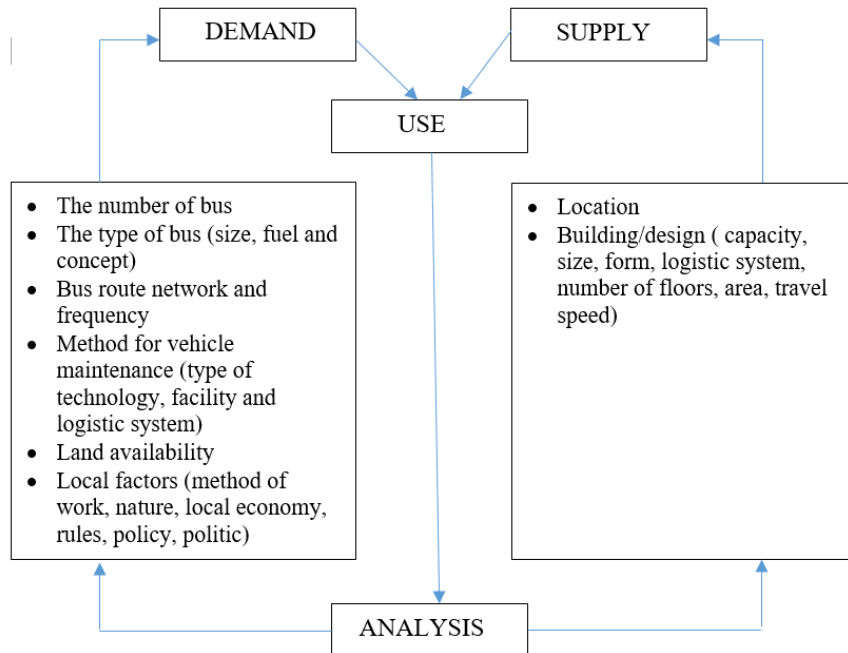 DEMAND
SUPPLY
USE
• The number of bus
• The type of bus (size, fuel and
concept)
• Bus route network and
frequency
• Method for vehicle
maintenance (type of
technology, facility and
logistic system)
• Land availability
• Local factors (method of
work, nature, local economy,
rules, policy, politic)
• Location
• Building/design ( capacity,
size, form, logistic system,
number of floors, area, travel
speed)
ANALYSIS